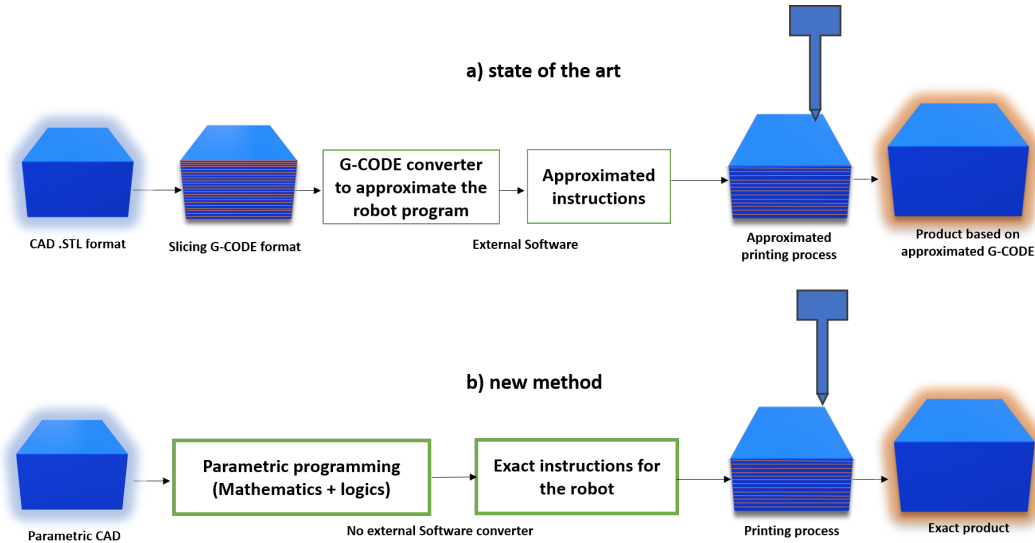 a) state of the art
G-CODE converter
to approximate the
robot program
Approximated
instructions
CAD .STL format
Slicing G-CODE format
External Software
Approximated
printing process
Product based on
approximated G-CODE
b) new method
Parametric programming
(Mathematics + logics)
Exact instructions for
the robot
Parametric CAD
No external Software converter
Printing process
Exact product